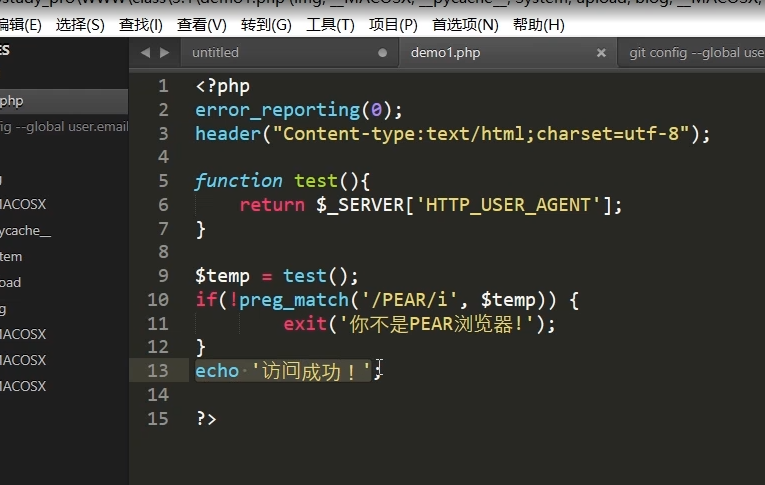 ostudy_pro\WWW\class\3.1\demo1.php (img, __MACOSX, __pycache__, System, upload, blog, __MACOSX,
编辑(E) 选择(S) 查找(I) 查看(V) 转到(G) 工具(T) 项目(P) 首选项(N) 帮助(H)
ES
untitled
demo1.php
git config --global use
php
fig --global user.email
g
MACOSX
pycache__
stem
load
g
MACOSX
MACOSX
MACOSX
1 <?php
2 error_reporting(0);
3 header("Content-type:text/html;charset=utf-8");
4
5 function test(){
6 return $_SERVER['HTTP_USER_AGENT'];
7 }
8
9 $temp = test();
10 if(!preg_match('/PEAR/i', $temp)) {
11 exit('你不是PEAR浏览器!');
12 }
13 echo '访问成功！';
14
15 ?>